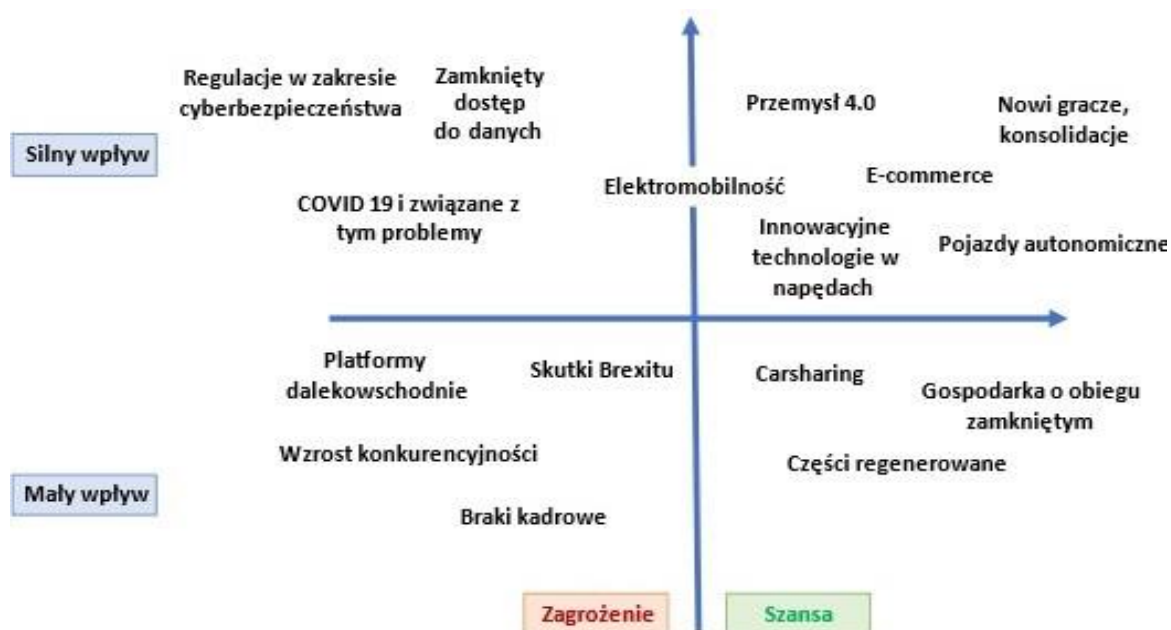 Regulacje w zakresie
cyberbezpieczeństwa
Zamknięty
dostęp
do danych
Przemysł 4.0
Nowi gracze,
konsolidacje
Silny wpływ
E-commerce
Elektromobilność
COVID 19 i związane z
tym problemy
Innowacyjne
technologie w
napędach
Pojazdy autonomiczne
Platformy
dalekowschodnie
Skutki Brexitu
Carsharing
Gospodarka o obiegu
zamkniętym
Wzrost konkurencyjności
Części regenerowane
Mały wpływ
Braki kadrowe
Zagrożenie
Szansa